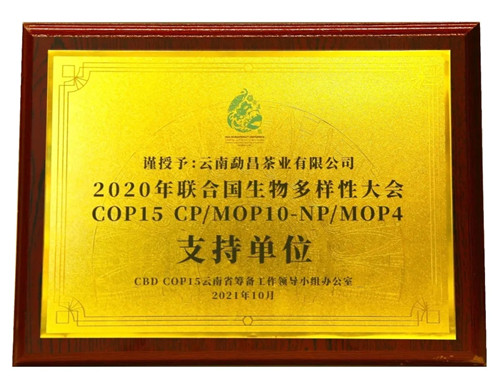 谨授予:云南勐昌茶业有限公司
2020年联合国生物多样性大会
COP15 CP/MOP10-NP/MOP4
支持单位
CBD COP15云南省筹备工作领导小组办公室
2021年10月